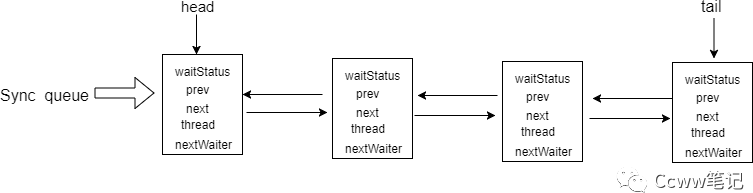 head
tail
Sync queue
waitStatus
prev
next
thread
nextWaiter
waitStatus
prev
next
thread
nextWaiter
waitStatus
prev
next
thread
nextWaiter
waitStatus
prev
next
thread
nextWaiter
Ccww笔记